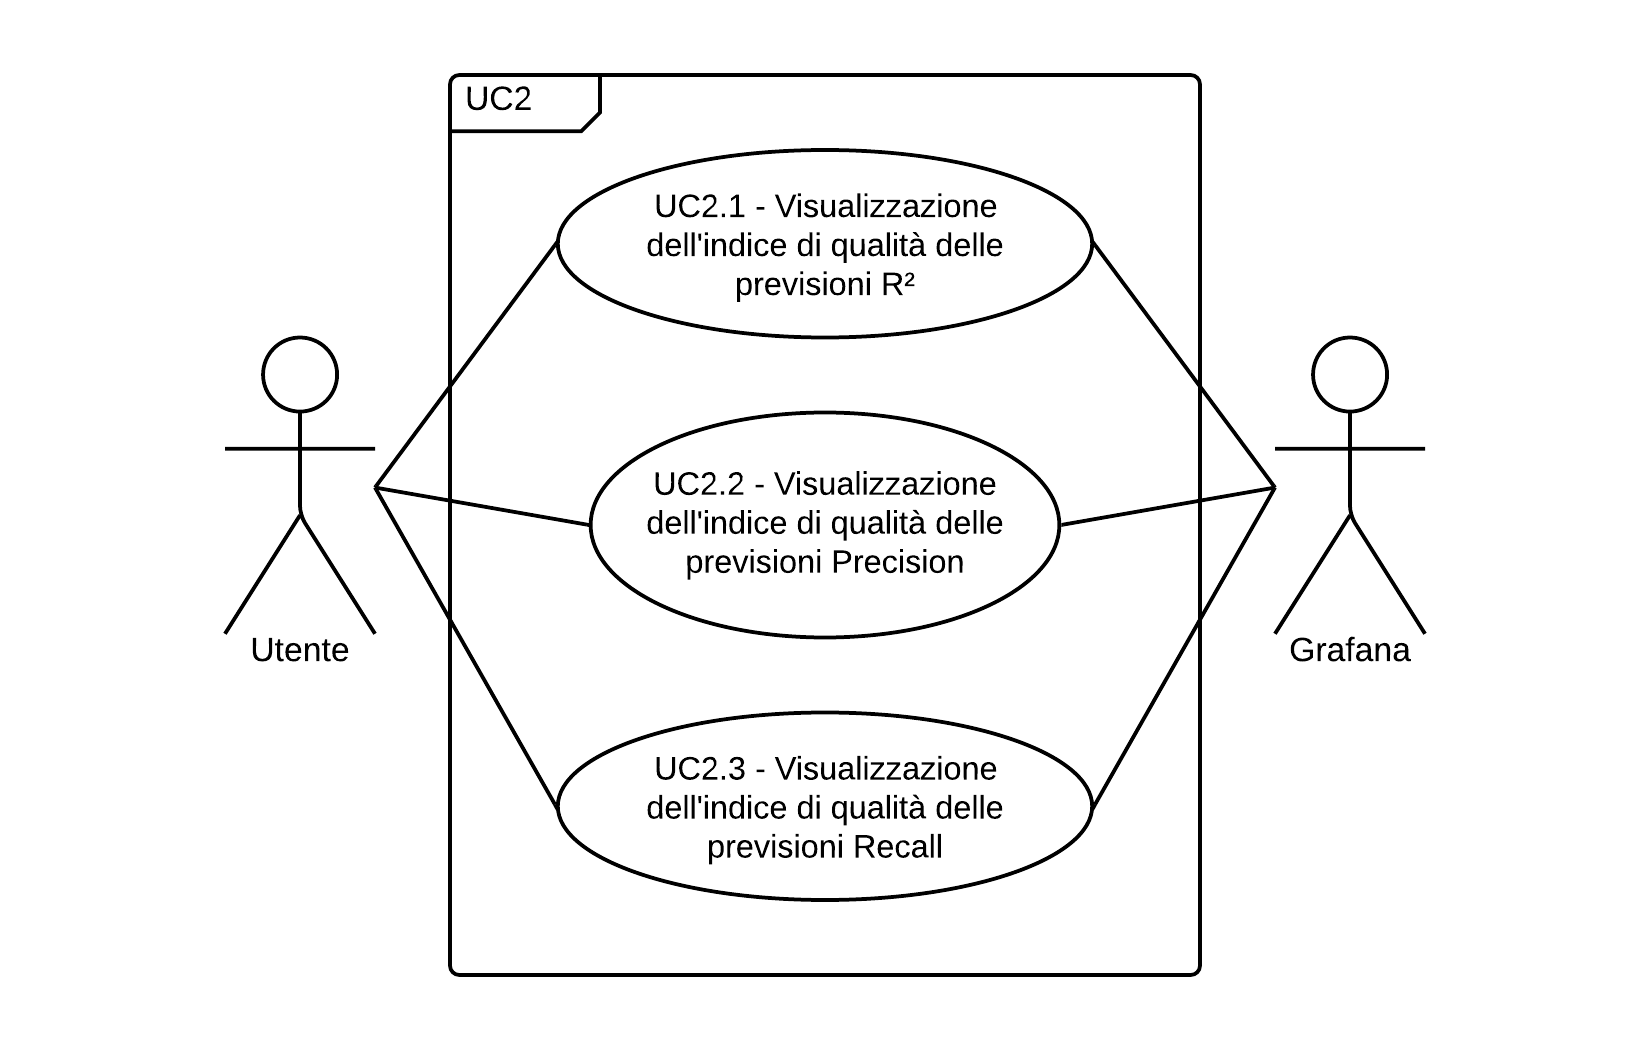 UC2
UC2.1 - Visualizzazione
dell'indice di qualità delle
previsioni R²
UC2.2 - Visualizzazione
dell'indice di qualità delle
previsioni Precision
Utente
Grafana
UC2.3 - Visualizzazione
dell'indice di qualità delle
previsioni Recall